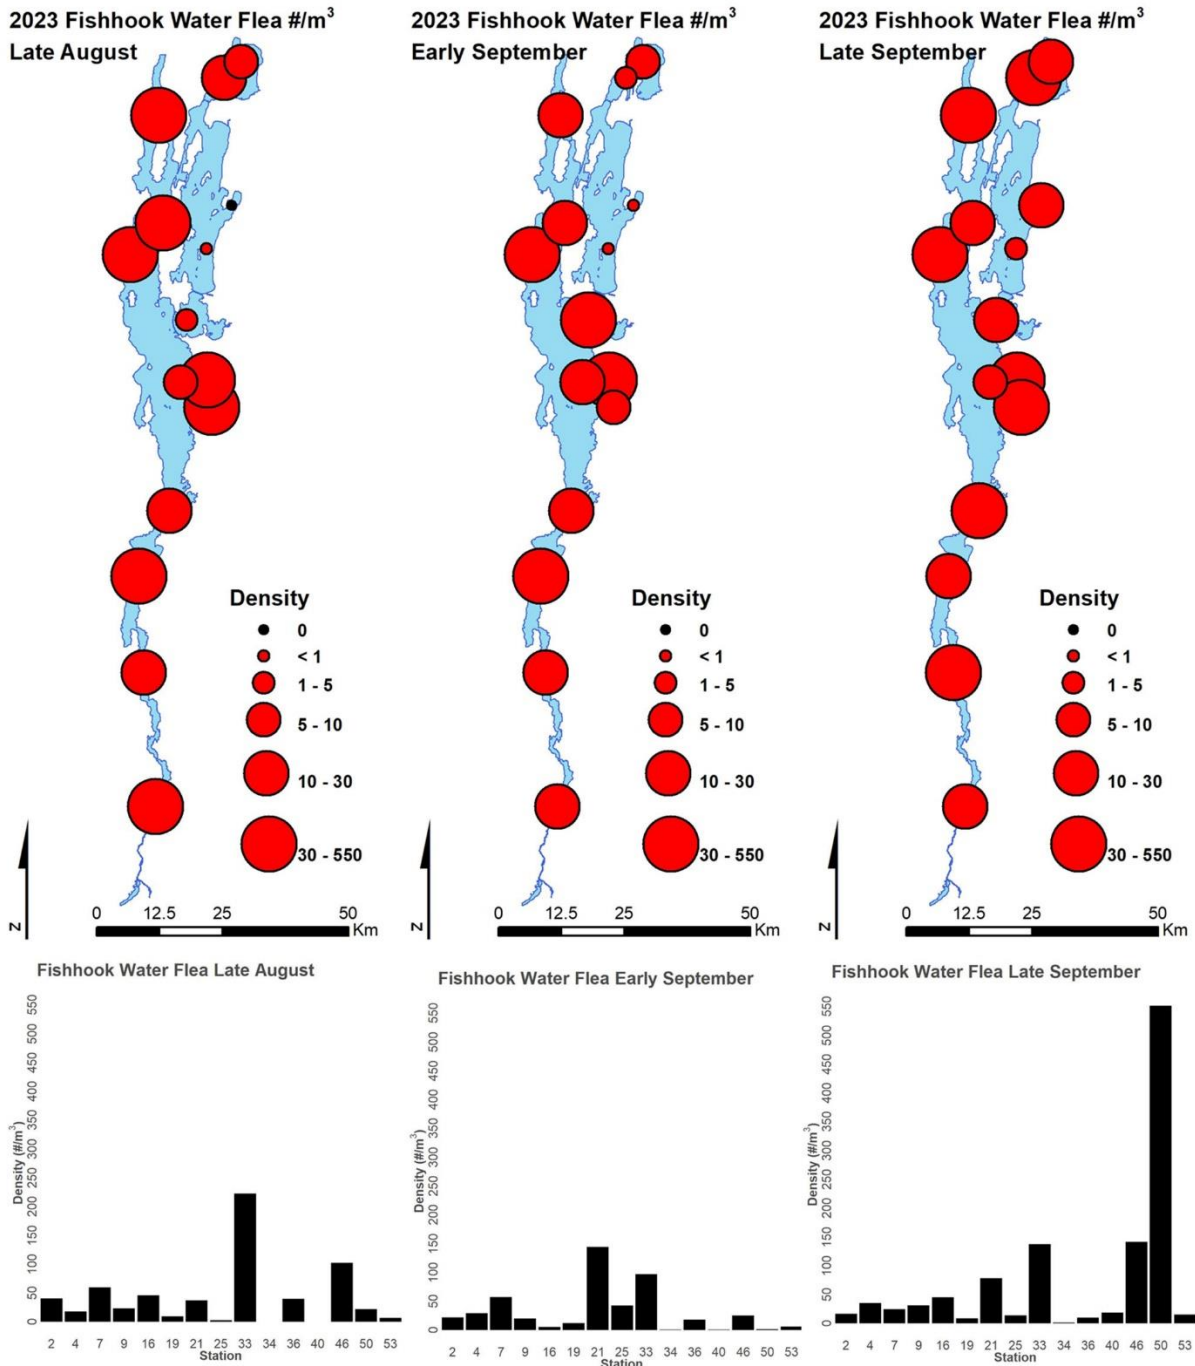 2023 Fishhook Water Flea #/m³
Late August
Density
0
< 1
1 - 5
5 - 10
10 - 30
30 - 550
N
0 12.5 25 50
Km
2023 Fishhook Water Flea #/m³
Early September
Density
0
< 1
1 - 5
5 - 10
10 - 30
30 - 550
N
0 12.5 25 50
Km
2023 Fishhook Water Flea #/m³
Late September
Density
0
< 1
1 - 5
5 - 10
10 - 30
30 - 550
N
0 12.5 25 50
Km
Fishhook Water Flea Late August
Density (#/m³)
550
500
450
400
350
300
250
200
150
100
50
0
2 4 7 9 16 19 21 25 33 34 36 40 46 50 53
Station
Fishhook Water Flea Early September
Density (#/m³)
550
500
450
400
350
300
250
200
150
100
50
0
2 4 7 9 16 19 21 25 33 34 36 40 46 50 53
Station
Fishhook Water Flea Late September
Density (#/m³)
550
500
450
400
350
300
250
200
150
100
50
0
2 4 7 9 16 19 21 25 33 34 36 40 46 50 53
Station